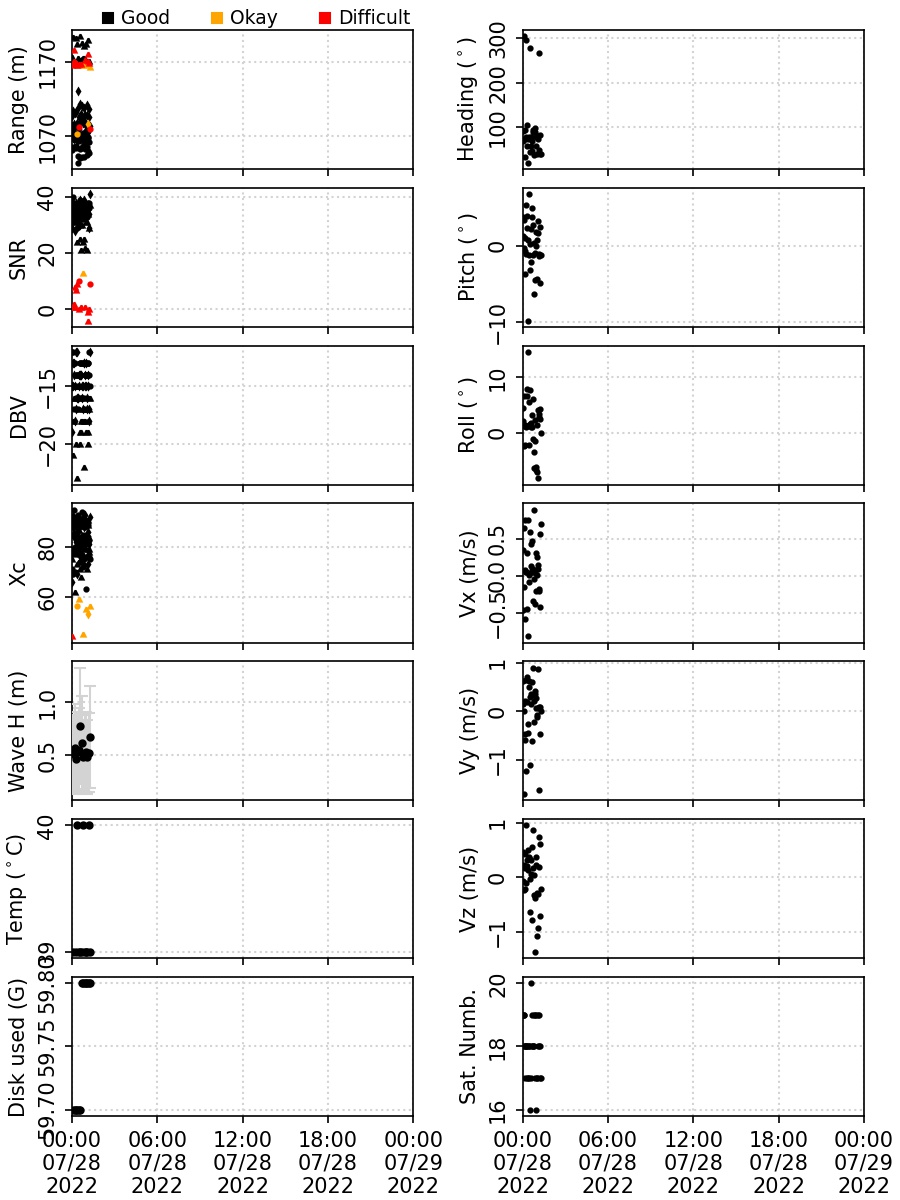 Good Okay Difficult
Range (m)
1170
1070
Heading (°)
300
200
100
SNR
40
20
0
Pitch (°)
0
−10
DBV
−15
−20
Roll (°)
10
0
Xc
80
60
Vx (m/s)
0.5
0.0
−0.5
Wave H (m)
1.0
0.5
Vy (m/s)
1
0
−1
Temp (°C)
40
39
Vz (m/s)
1
0
−1
Disk used (G)
59.80
59.75
59.70
Sat. Numb.
20
18
16
00:00 06:00 12:00 18:00 00:00
07/28 07/28 07/28 07/28 07/29
2022 2022 2022 2022 2022
00:00 06:00 12:00 18:00 00:00
07/28 07/28 07/28 07/28 07/29
2022 2022 2022 2022 2022